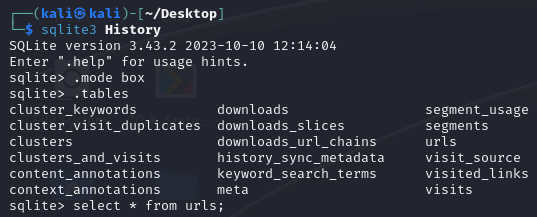 ┌──(kali㉿kali)-[~/Desktop]
└─$ sqlite3 History
SQLite version 3.43.2 2023-10-10 12:14:04
Enter ".help" for usage hints.
sqlite> .mode box
sqlite> .tables
cluster_keywords downloads segment_usage
cluster_visit_duplicates downloads_slices segments
clusters downloads_url_chains urls
clusters_and_visits history_sync_metadata visit_source
content_annotations keyword_search_terms visited_links
context_annotations meta visits
sqlite> select * from urls;